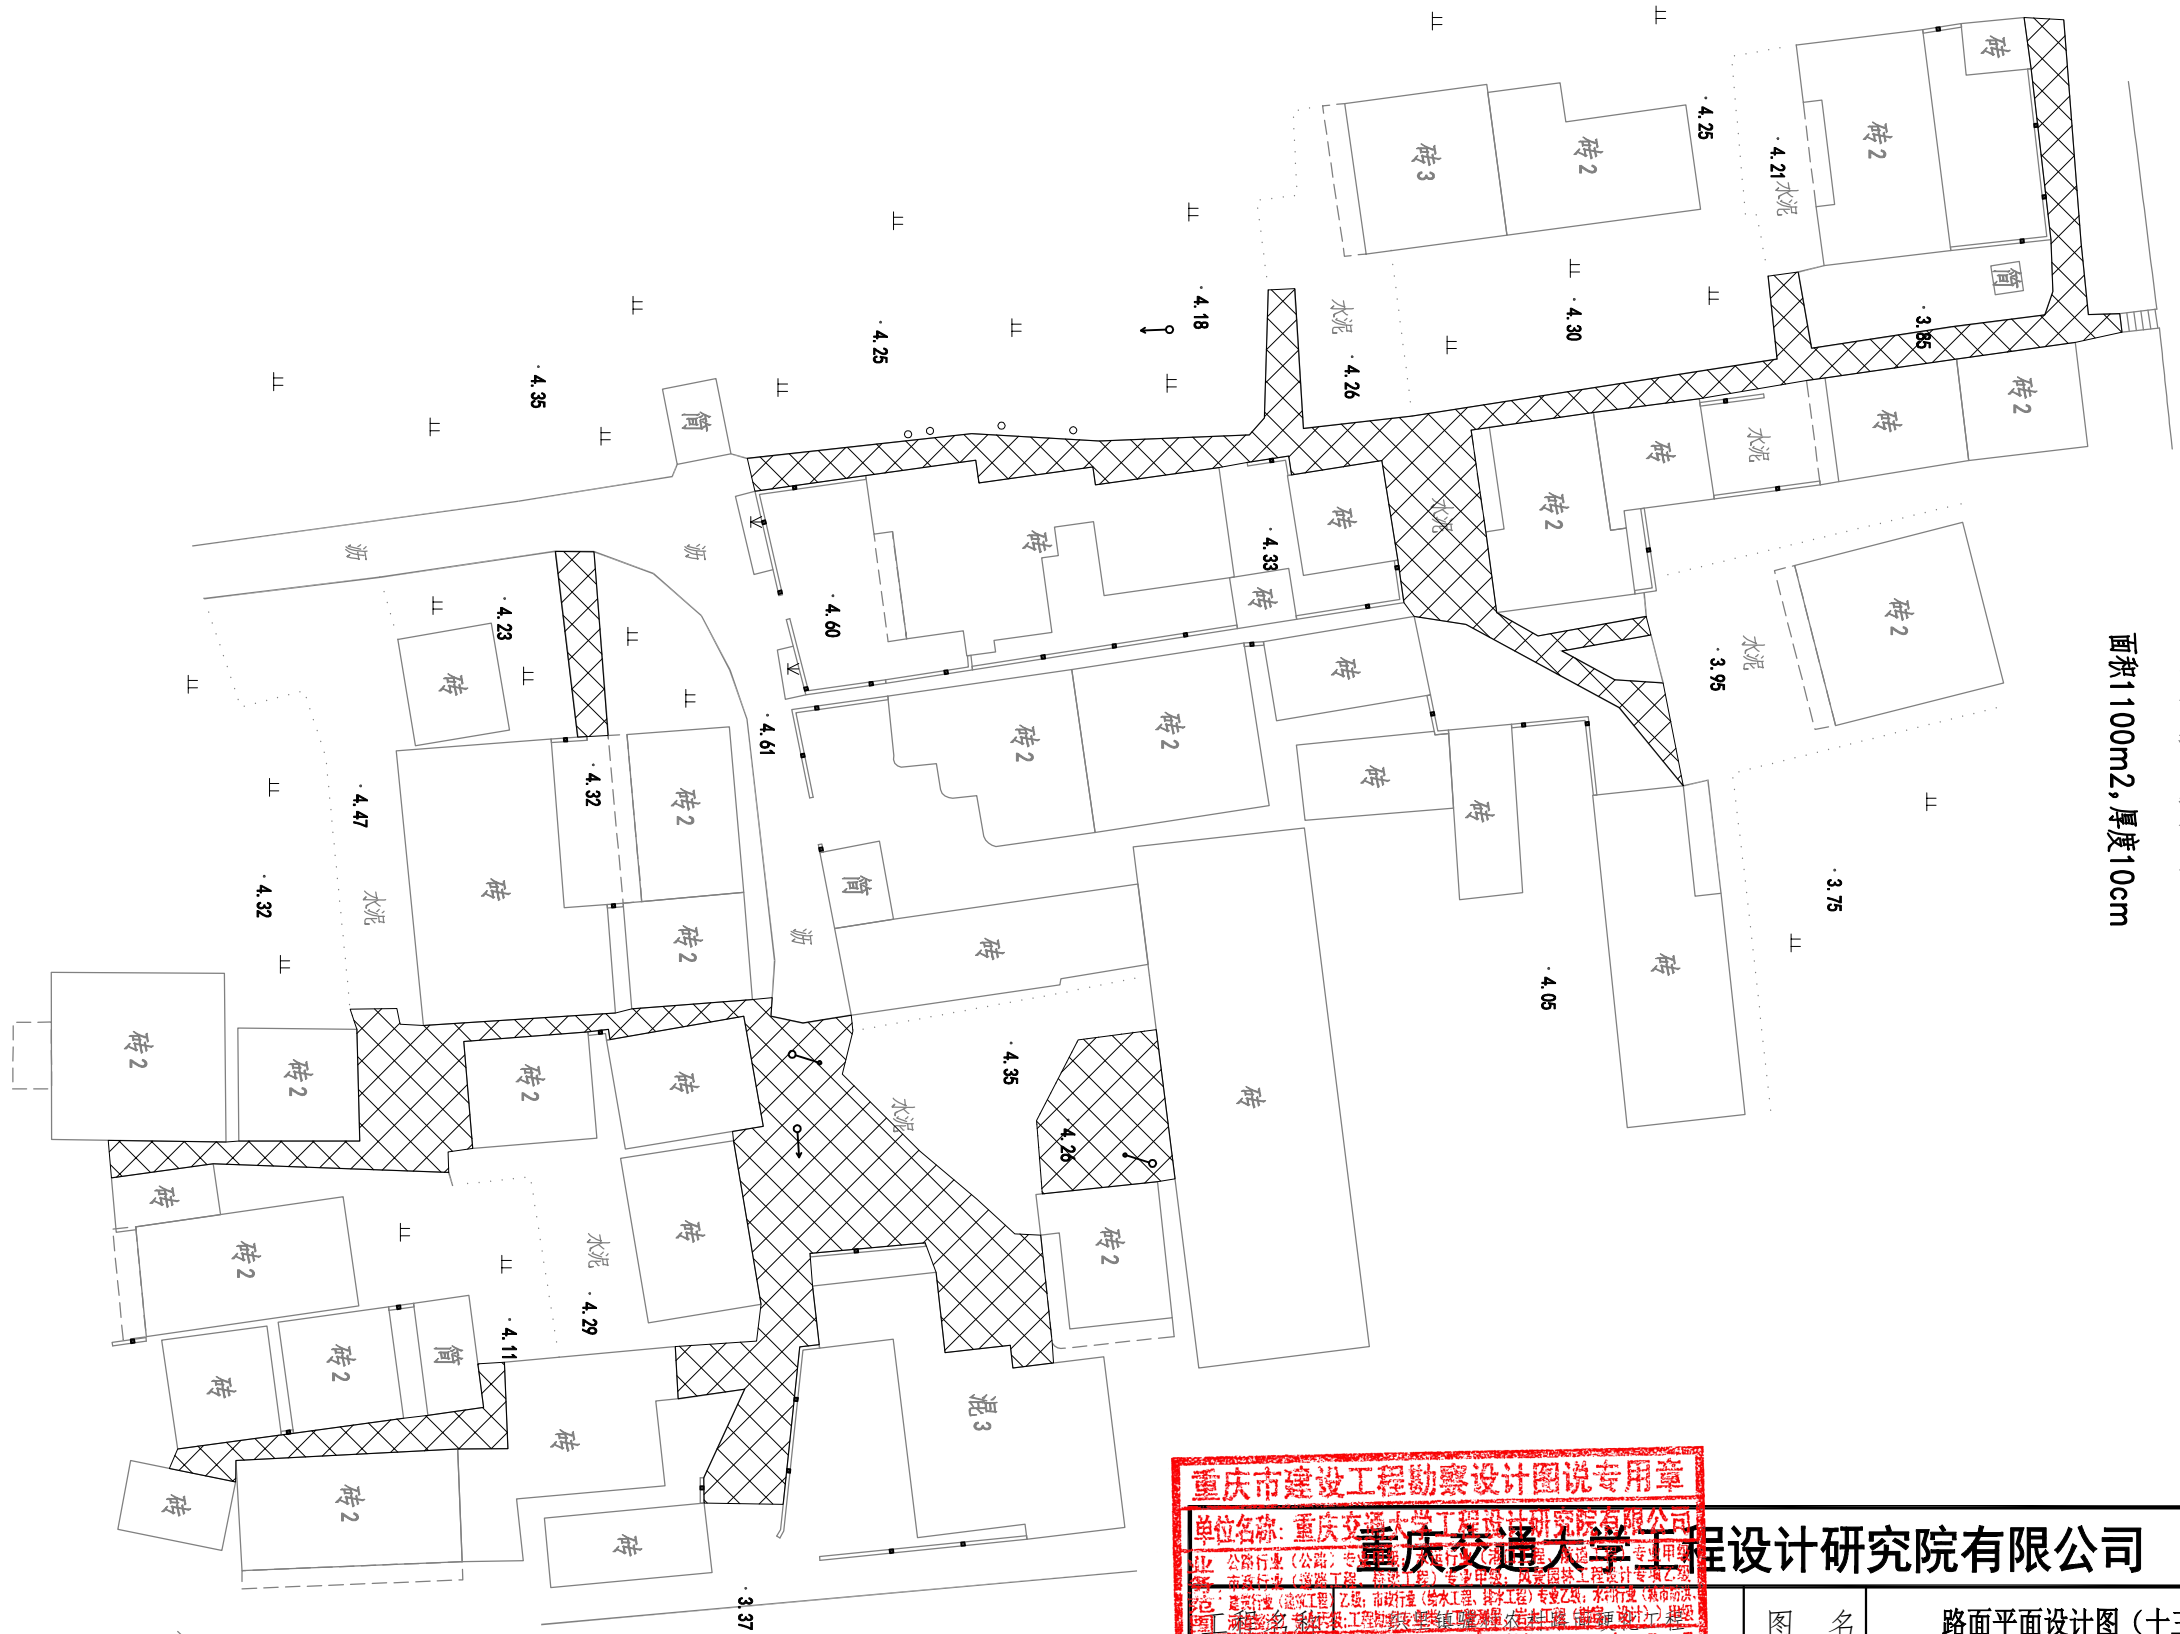 砖
砖2
4.25
4.21
水泥
砖3
砖2
简
4.18
4.30
3.85
水泥
4.25
4.26
4.35
简
砖2
砖
水泥
砖
砖2
水泥
砖
砖
4.33
沥
沥
砖
4.60
4.23
砖2
水泥
3.95
砖
砖
4.61
砖2
砖2
4.32
砖2
砖
砖
4.47
砖
简
4.32
水泥
3.75
砖2
沥
砖
砖
4.05
面积1100m2,厚度10cm
砖2
砖2
砖2
砖
4.35
水泥
砖
4.26
砖
砖2
水泥
砖
砖2
4.29
4.11
砖
砖2
简
混3
砖
砖2
砖
砖
3.37
重庆市建设工程勘察设计图说专用章
单位名称: 重庆交通大学工程设计研究院有限公司
重庆交通大学工程设计研究院有限公司
工程名称
图 名
路面平面设计图（十